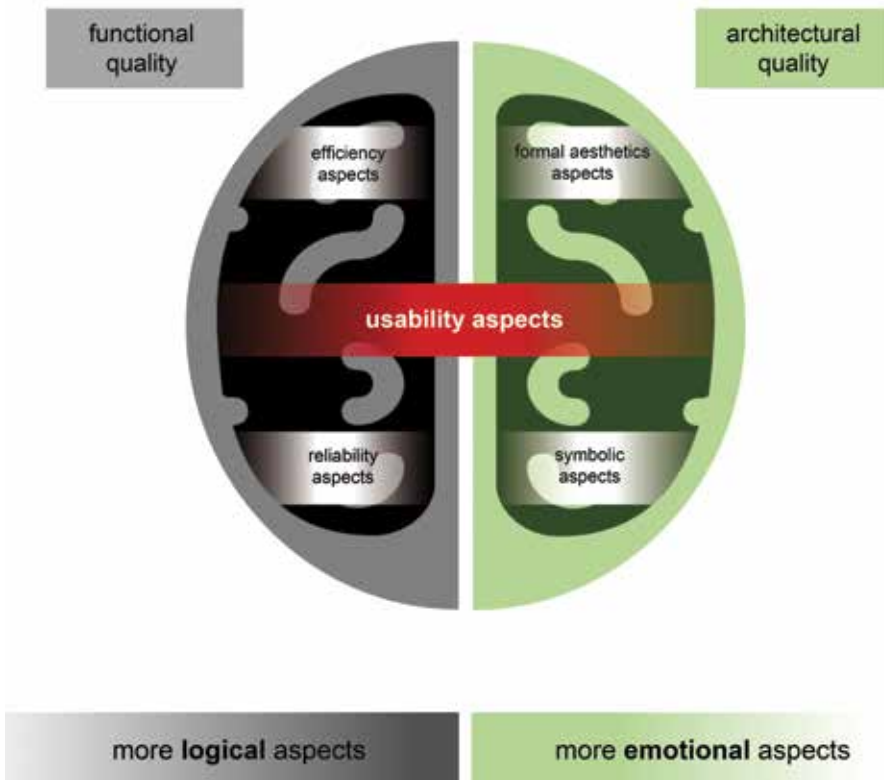 functional
quality
architectural
quality
efficiency
aspects
formal aesthetics
aspects
usability aspects
reliability
aspects
symbolic
aspects
more logical aspects
more emotional aspects